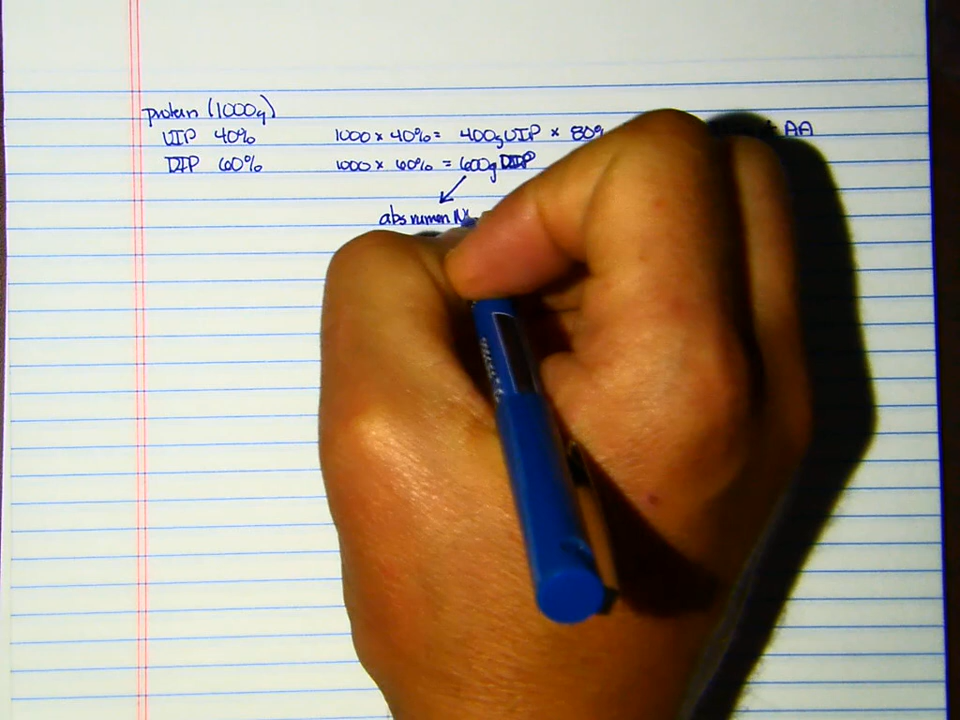 protein (1000g)
UIP 40% 1000 × 40% = 400g UIP × 80% AA
DIP 60% 1000 × 60% = 600g DIP
abs rumen